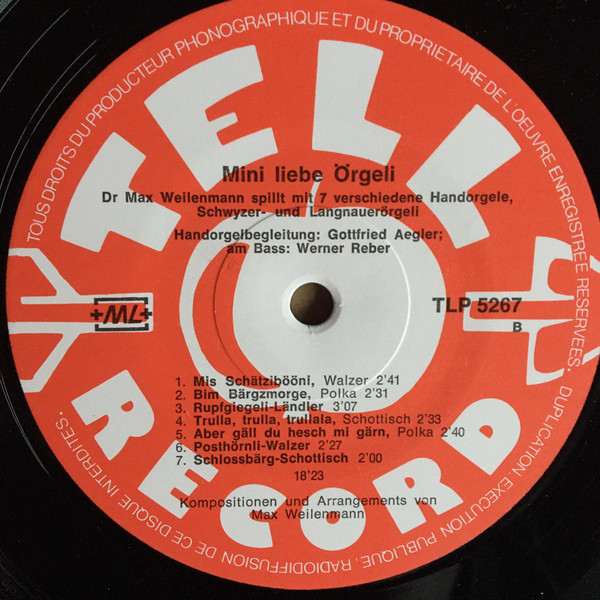 TOUS DROITS DU PRODUCTEUR PHONOGRAPHIQUE ET DU PROPRIETAIRE DE L'OEUVRE ENREGISTREE RESERVES. DUPLICATION EXECUTION PUBLIQUE. RADIODIFFUSION DE CE DISQUE INTERDITES.
TELL
Mini liebe Örgeli
Dr Max Weilenmann spillt mit 7 verschiedene Handorgele,
Schwyzer- und Langnauerörgeli
Handorgelbegleitung: Gottfried Aegler;
am Bass: Werner Reber
+ML+
TLP 5267
B
1. Mis Schätzibööni, Walzer 2'41
2. Bim Bärgzmorge, Polka 2'31
3. Rupfgiegeli-Ländler 3'07
4. Trulla, trulla, trullala, Schottisch 2'33
5. Aber gäll du hesch mi gärn, Polka 2'40
6. Posthörnli-Walzer 2'27
7. Schlossbärg-Schottisch 2'00
18'23
Kompositionen und Arrangements von
Max Weilenmann
RECORD